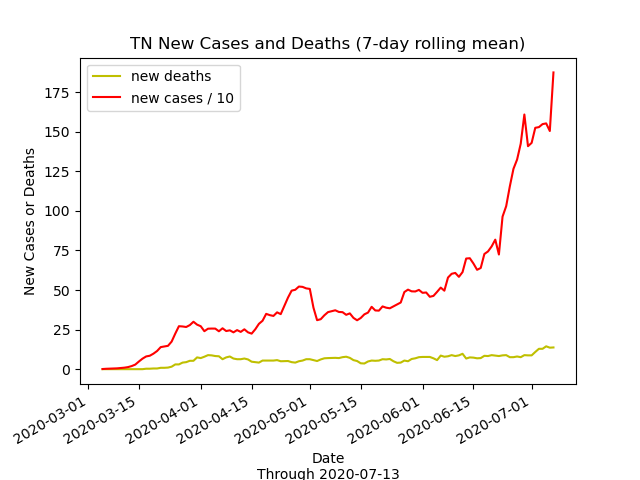 TN New Cases and Deaths (7-day rolling mean)
new deaths
new cases / 10
175
150
125
100
75
50
25
0
New Cases or Deaths
2020-03-01
2020-03-15
2020-04-01
2020-04-15
2020-05-01
2020-05-15
2020-06-01
2020-06-15
2020-07-01
Date
Through 2020-07-13